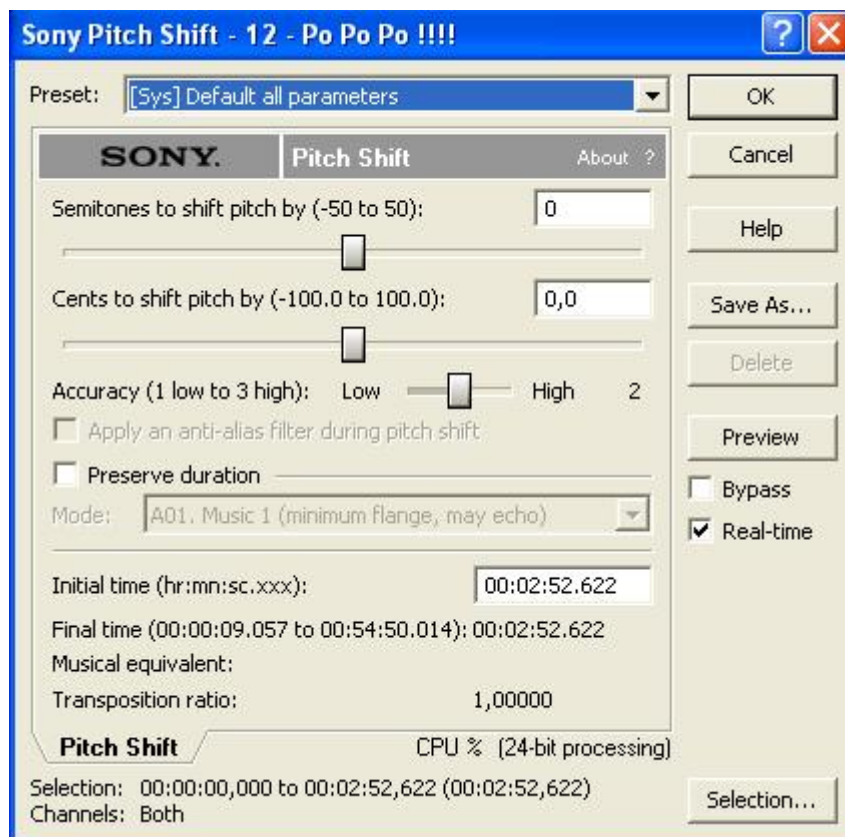 Sony Pitch Shift - 12 - Po Po Po !!!!
Preset: [Sys] Default all parameters
OK
SONY. Pitch Shift About ?
Cancel
Semitones to shift pitch by (-50 to 50): 0
Help
Cents to shift pitch by (-100.0 to 100.0): 0,0
Save As...
Delete
Accuracy (1 low to 3 high): Low High 2
Apply an anti-alias filter during pitch shift
Preview
Preserve duration
Bypass
Mode: A01. Music 1 (minimum flange, may echo)
Real-time
Initial time (hr:mn:sc.xxx): 00:02:52.622
Final time (00:00:09.057 to 00:54:50.014): 00:02:52.622
Musical equivalent:
Transposition ratio: 1,00000
Pitch Shift CPU % (24-bit processing)
Selection: 00:00:00,000 to 00:02:52,622 (00:02:52,622)
Channels: Both
Selection...